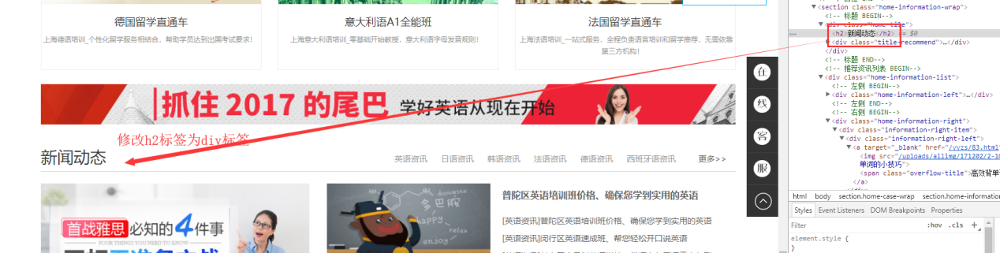 德国留学直通车
上海德语培训_个性化留学服务相结合，帮助学员达到出国考试要求！
意大利语A1全能班
上海意大利语培训_零基础开始教授，意大利语字母发音规则！
法国留学直通车
上海法语培训_一站式服务，全程负责语言培训和留学推荐，无需依靠
第三方机构！
抓住 2017 的尾巴 学好英语从现在开始
修改h2标签为diy标签
新闻动态
英语资讯 日语资讯 韩语资讯 法语资讯 德语资讯 西班牙语资讯 更多>>
首战雅思 必知的4件事
JOUR THINGS YOU NEED TO KNOW
dopamine
多巴胺
happy
relax
enjoy
普陀区英语培训班价格、确保您学到实用的英语
[英语资讯]普陀区英语培训班价格、确保您学到实用的英语
[英语资讯]闵行区英语速成班、帮您轻松开口说英语
在
线
客
服
▼<section class="home-information-wrap">
<!-- 标题 BEGIN-->
<h2>新闻动态</h2> == $0
▶<div class="title-recommend">…</div>
</div>
<!-- 标题 END-->
<!-- 推荐资讯列表 BEGIN-->
▼<div class="home-information-list">
<!-- 左侧 BEGIN-->
▶<div class="home-information-left">…</div>
<!-- 左侧 END-->
<!-- 右侧 BEGIN-->
▼<div class="home-information-right">
▼<div class="information-right-item">
▼<div class="information-right-left">
▼<a target="_blank" href="/yyzs/83.html"
<img src="/uploads/allimg/171202/2-1
单词的小技巧">
<span class="overflow-title">高效背单
</a>
html body section.home-case-wrap section.home-information
Styles Event Listeners DOM Breakpoints Properties
Filter :hov .cls +
element.style {
}